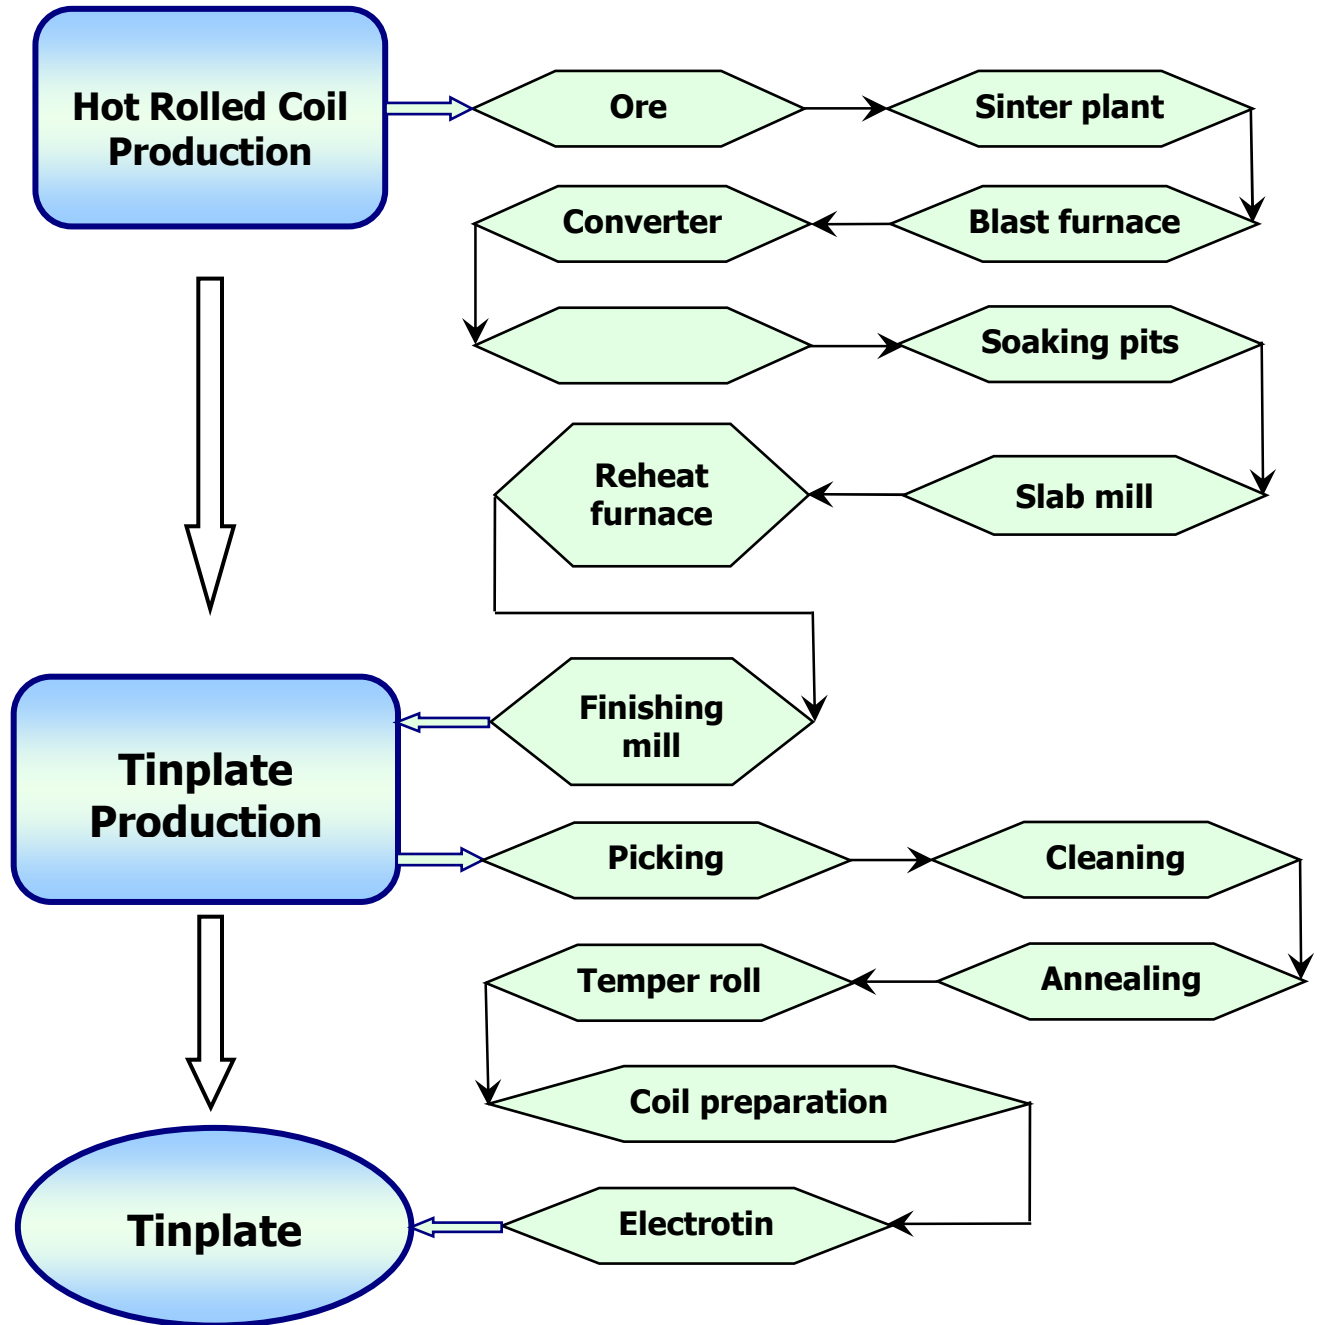 Hot Rolled Coil
Production
Ore
Sinter plant
Converter
Blast furnace
Soaking pits
Reheat
furnace
Slab mill
Finishing
mill
Tinplate
Production
Picking
Cleaning
Temper roll
Annealing
Coil preparation
Electrotin
Tinplate